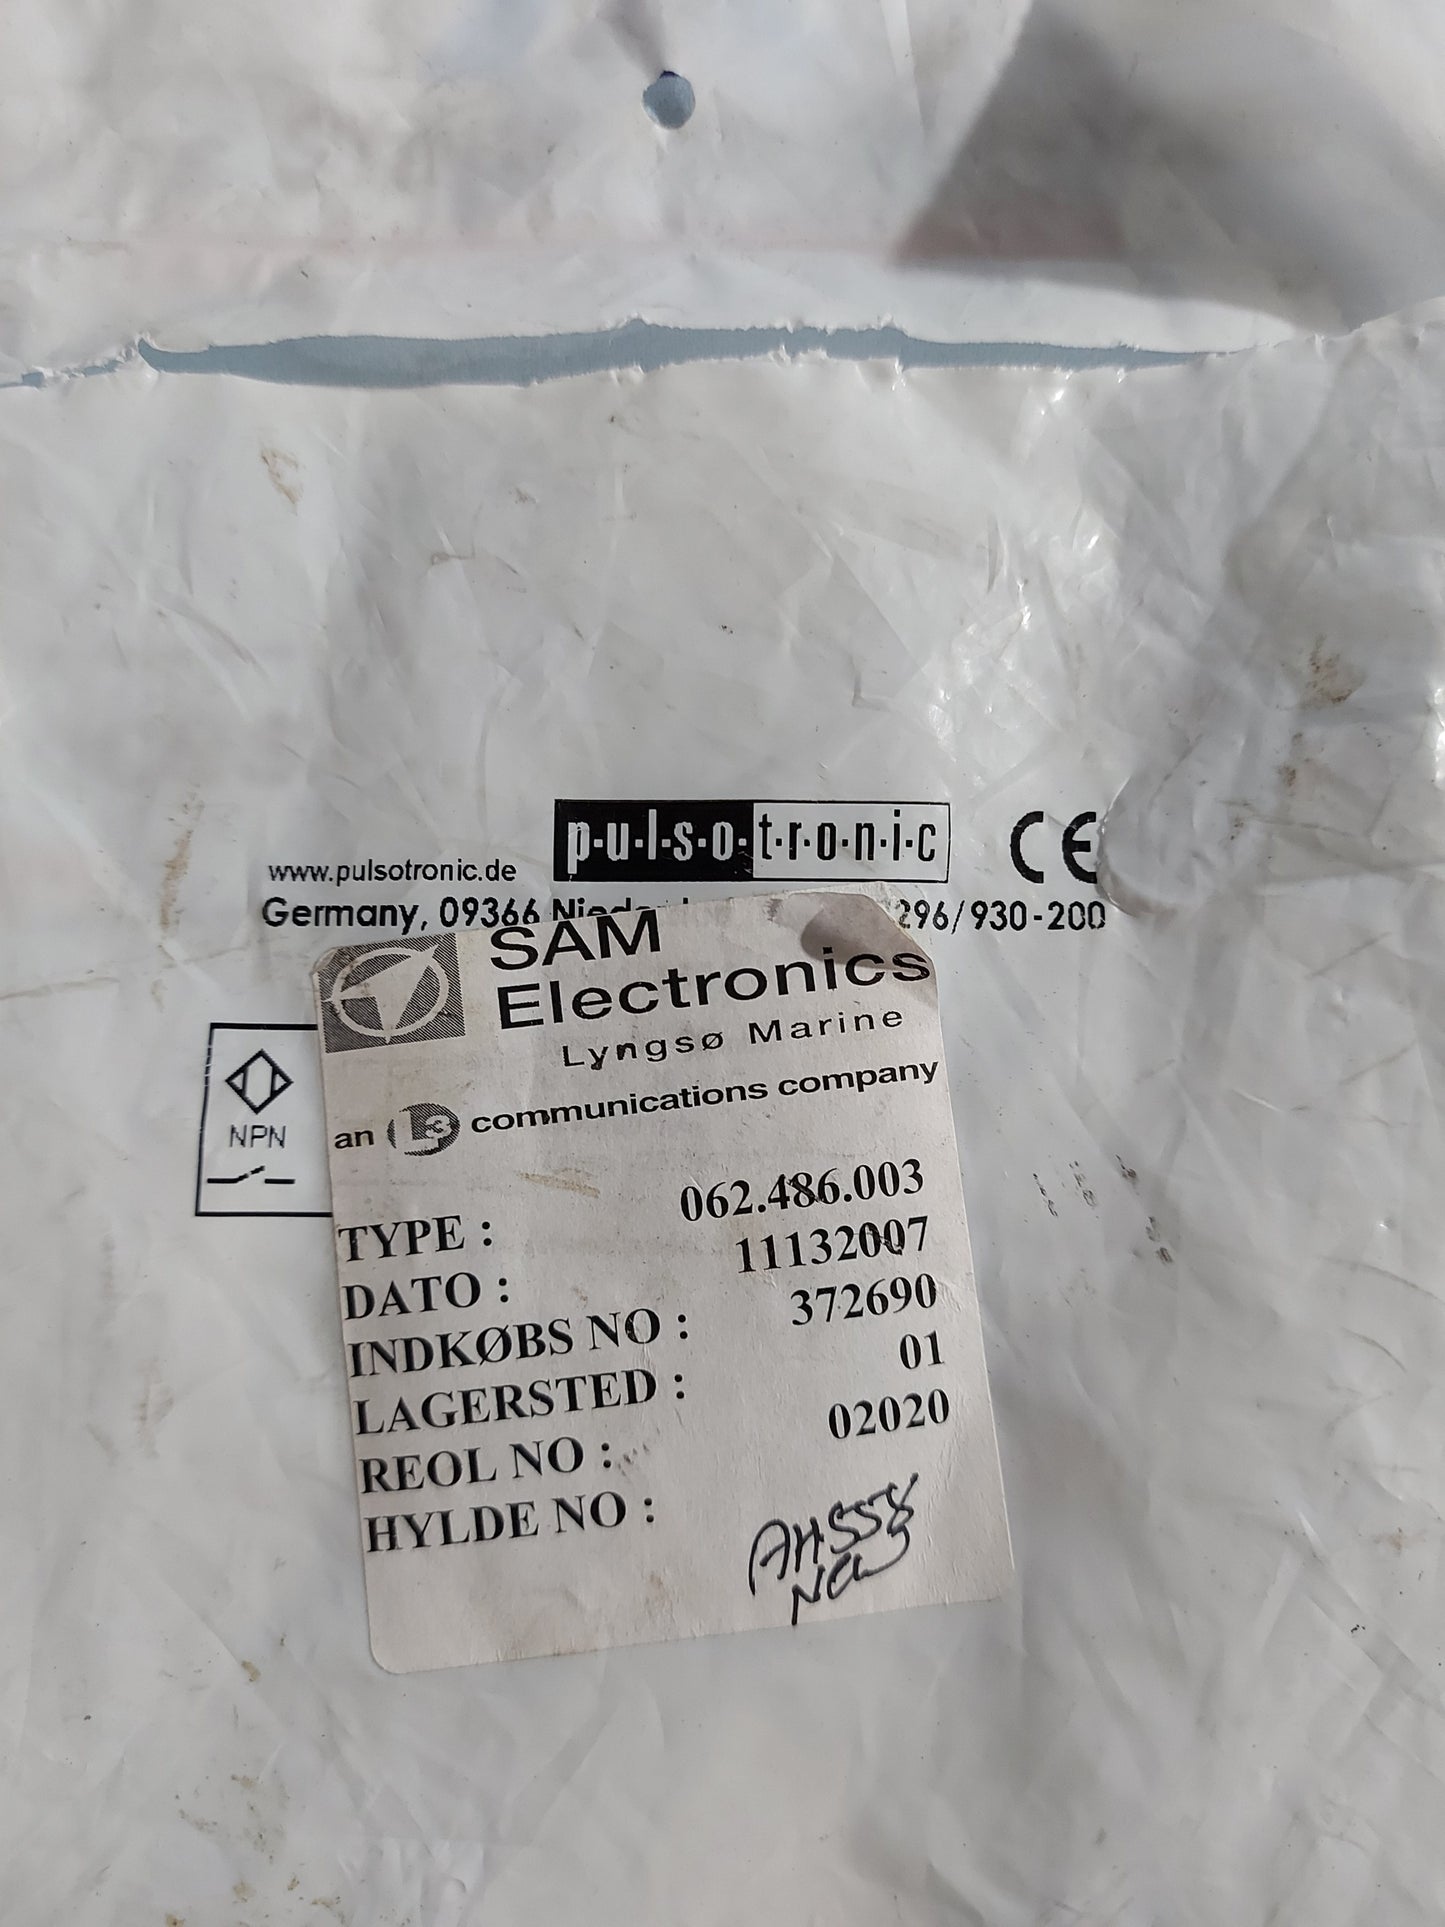 p·u·l·s·o·t·r·o·n·i·c
CE
www.pulsotronic.de
Germany, 09366 296/930-200
SAM
Electronics
Lyngsø Marine
an L3 communications company
NPN
TYPE : 062.486.003
DATO : 11132007
INDKØBS NO : 372690
LAGERSTED : 01
REOL NO : 02020
HYLDE NO :